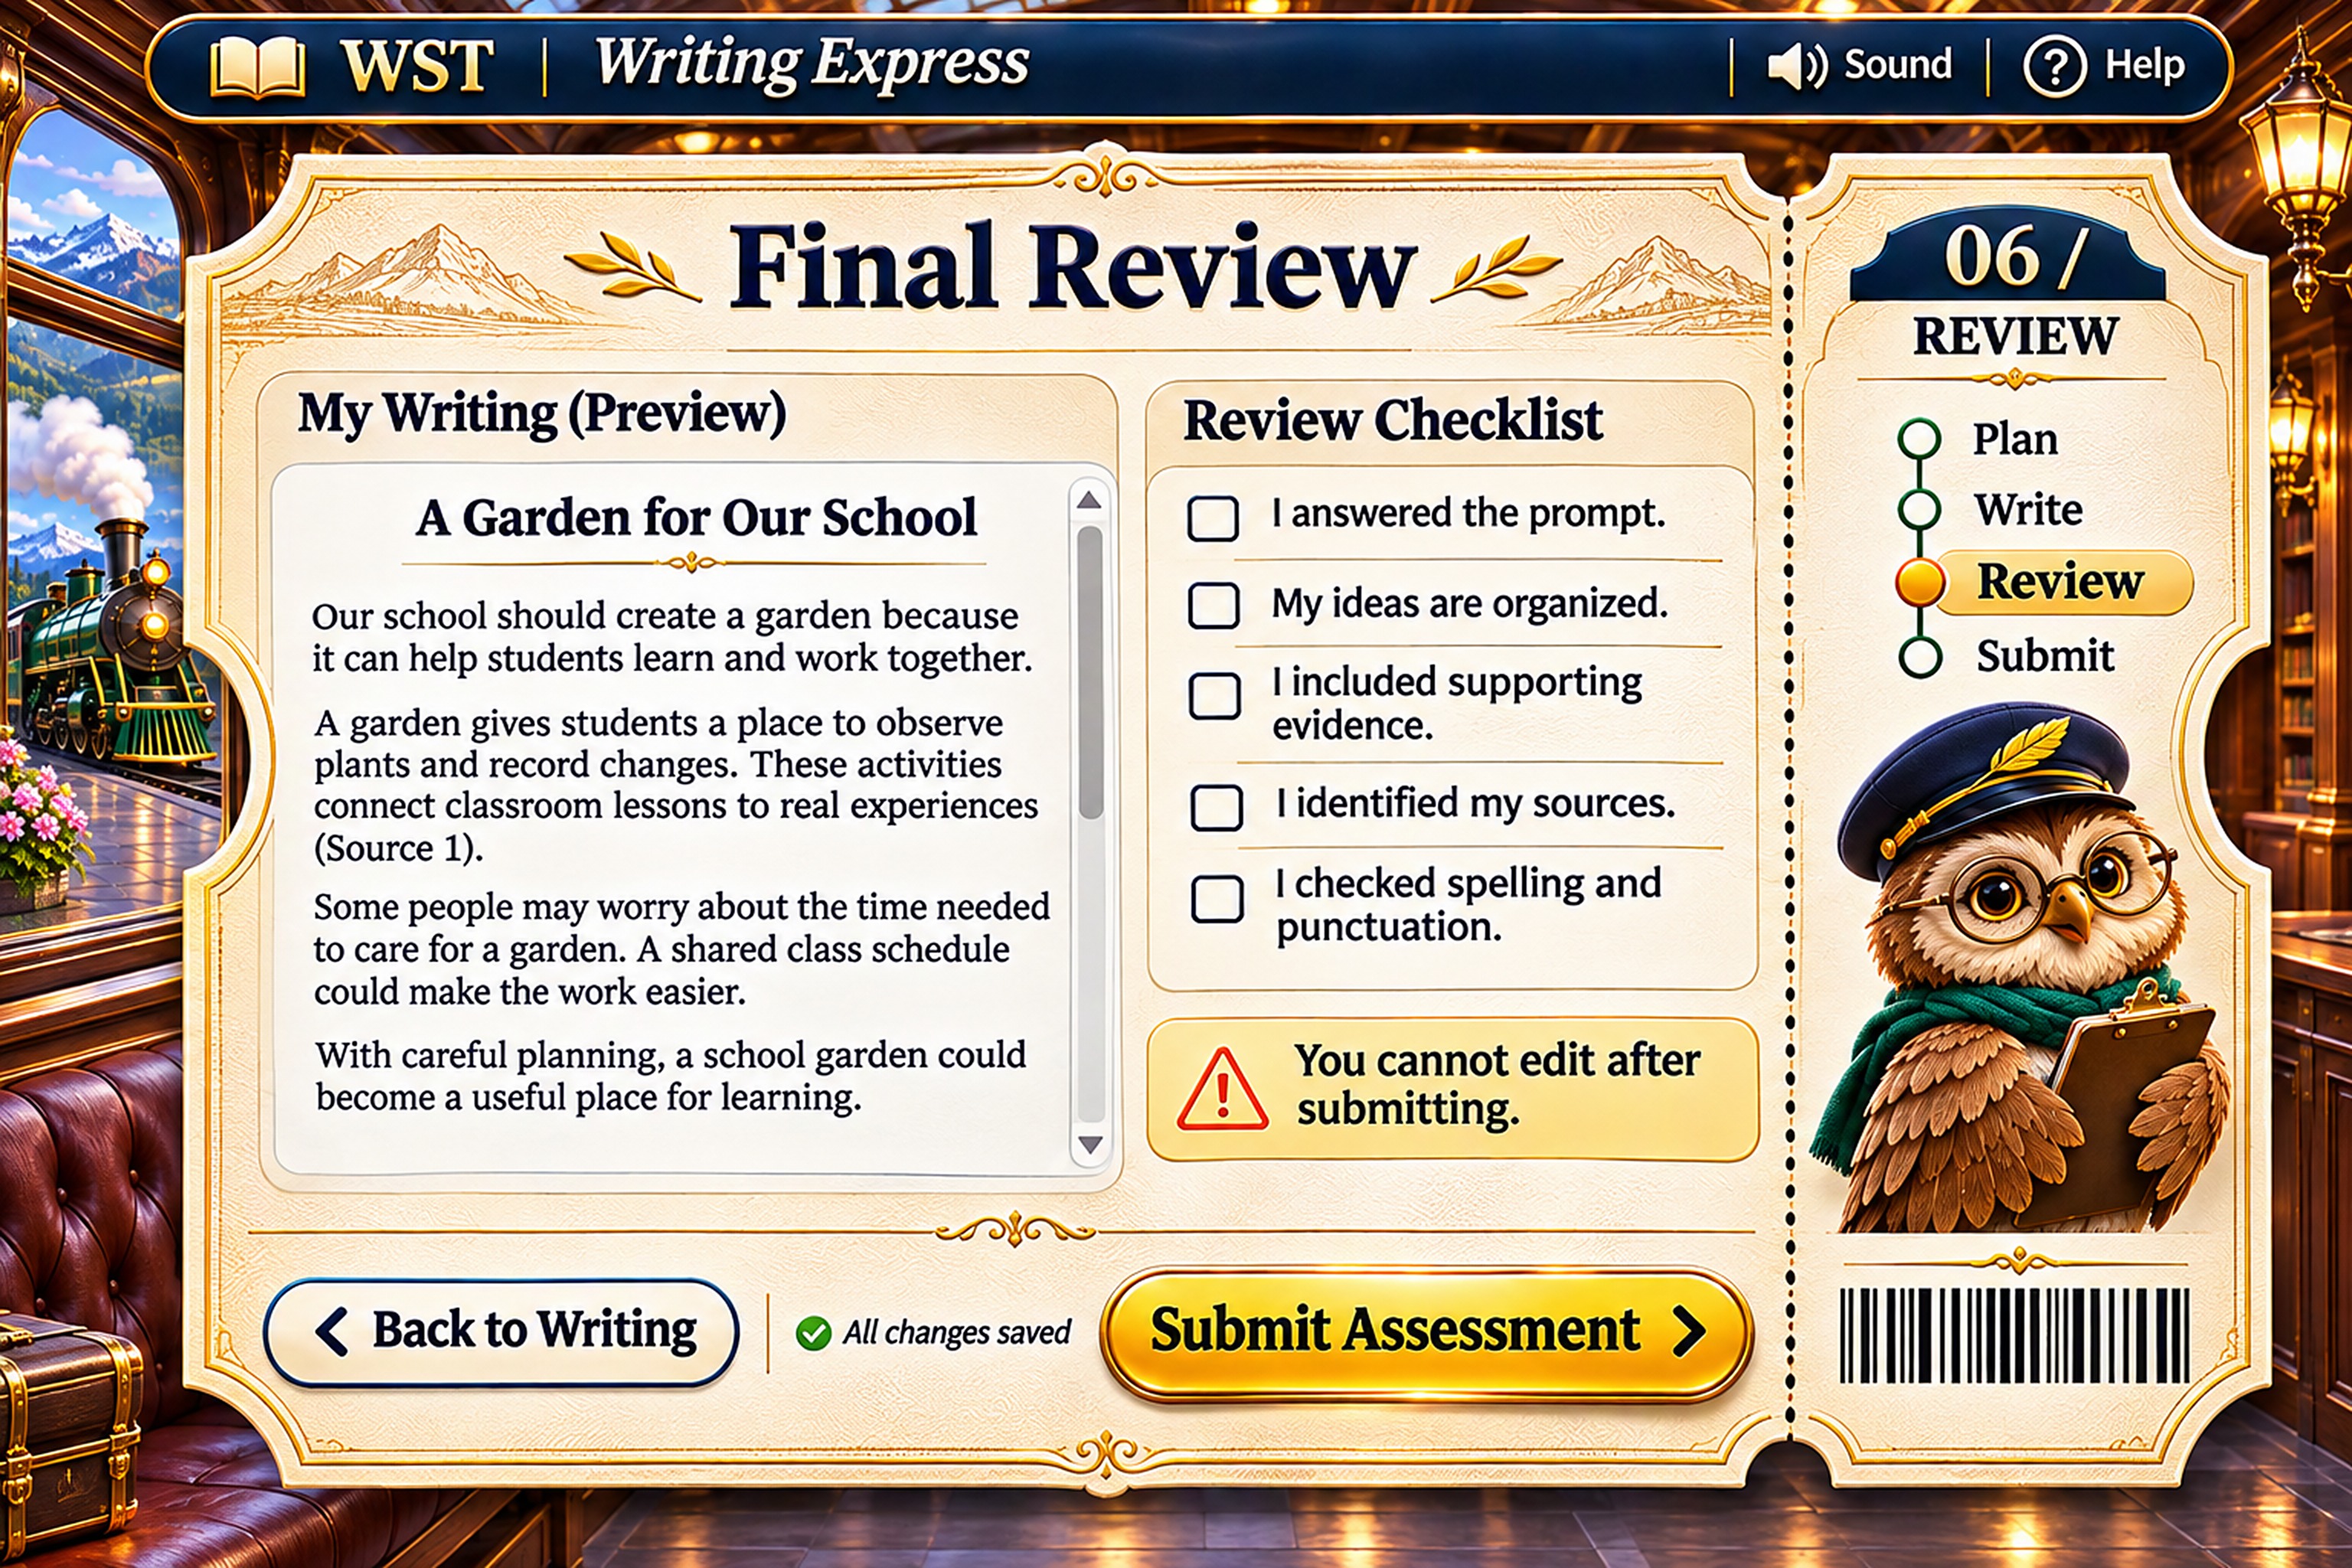 WST
Writing Express
Sound
Help
Final Review
06 /
REVIEW
Plan
Write
Review
Submit
My Writing (Preview)
A Garden for Our School
Our school should create a garden because
it can help students learn and work together.
A garden gives students a place to observe
plants and record changes. These activities
connect classroom lessons to real experiences
(Source 1).
Some people may worry about the time needed
to care for a garden. A shared class schedule
could make the work easier.
With careful planning, a school garden could
become a useful place for learning.
Review Checklist
I answered the prompt.
My ideas are organized.
I included supporting
evidence.
I identified my sources.
I checked spelling and
punctuation.
You cannot edit after
submitting.
Back to Writing
All changes saved
Submit Assessment